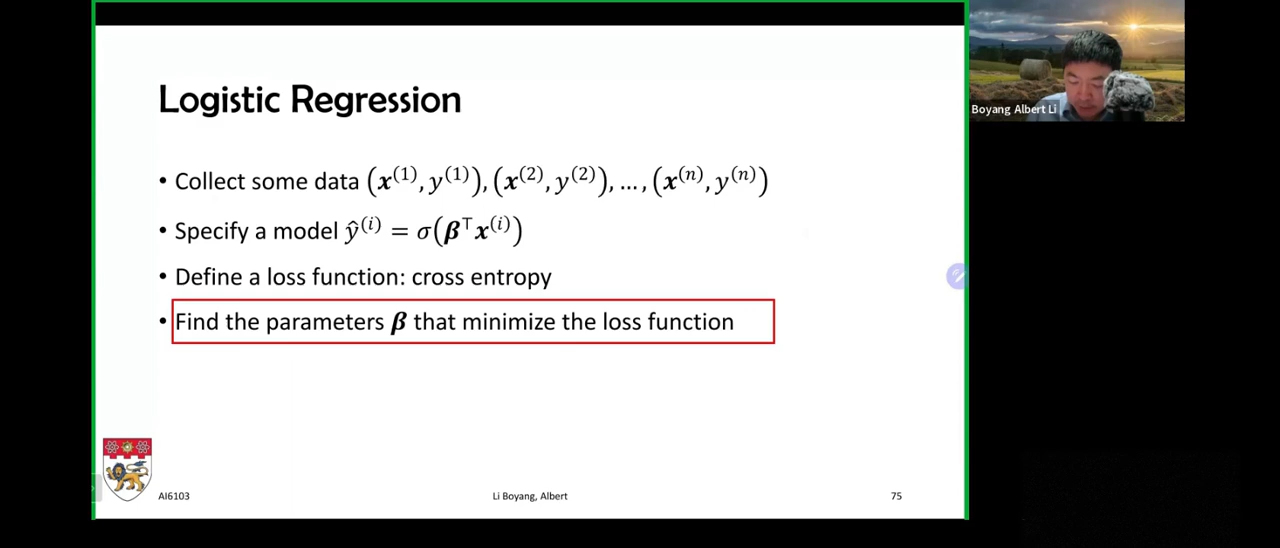 Logistic Regression
• Collect some data (𝒙⁽¹⁾, y⁽¹⁾), (𝒙⁽²⁾, y⁽²⁾), …, (𝒙⁽ⁿ⁾, y⁽ⁿ⁾)
• Specify a model ŷ⁽ⁱ⁾ = σ(𝜷ᵀ𝒙⁽ⁱ⁾)
• Define a loss function: cross entropy
• Find the parameters 𝜷 that minimize the loss function
AI6103
Li Boyang, Albert
75
Boyang Albert Li